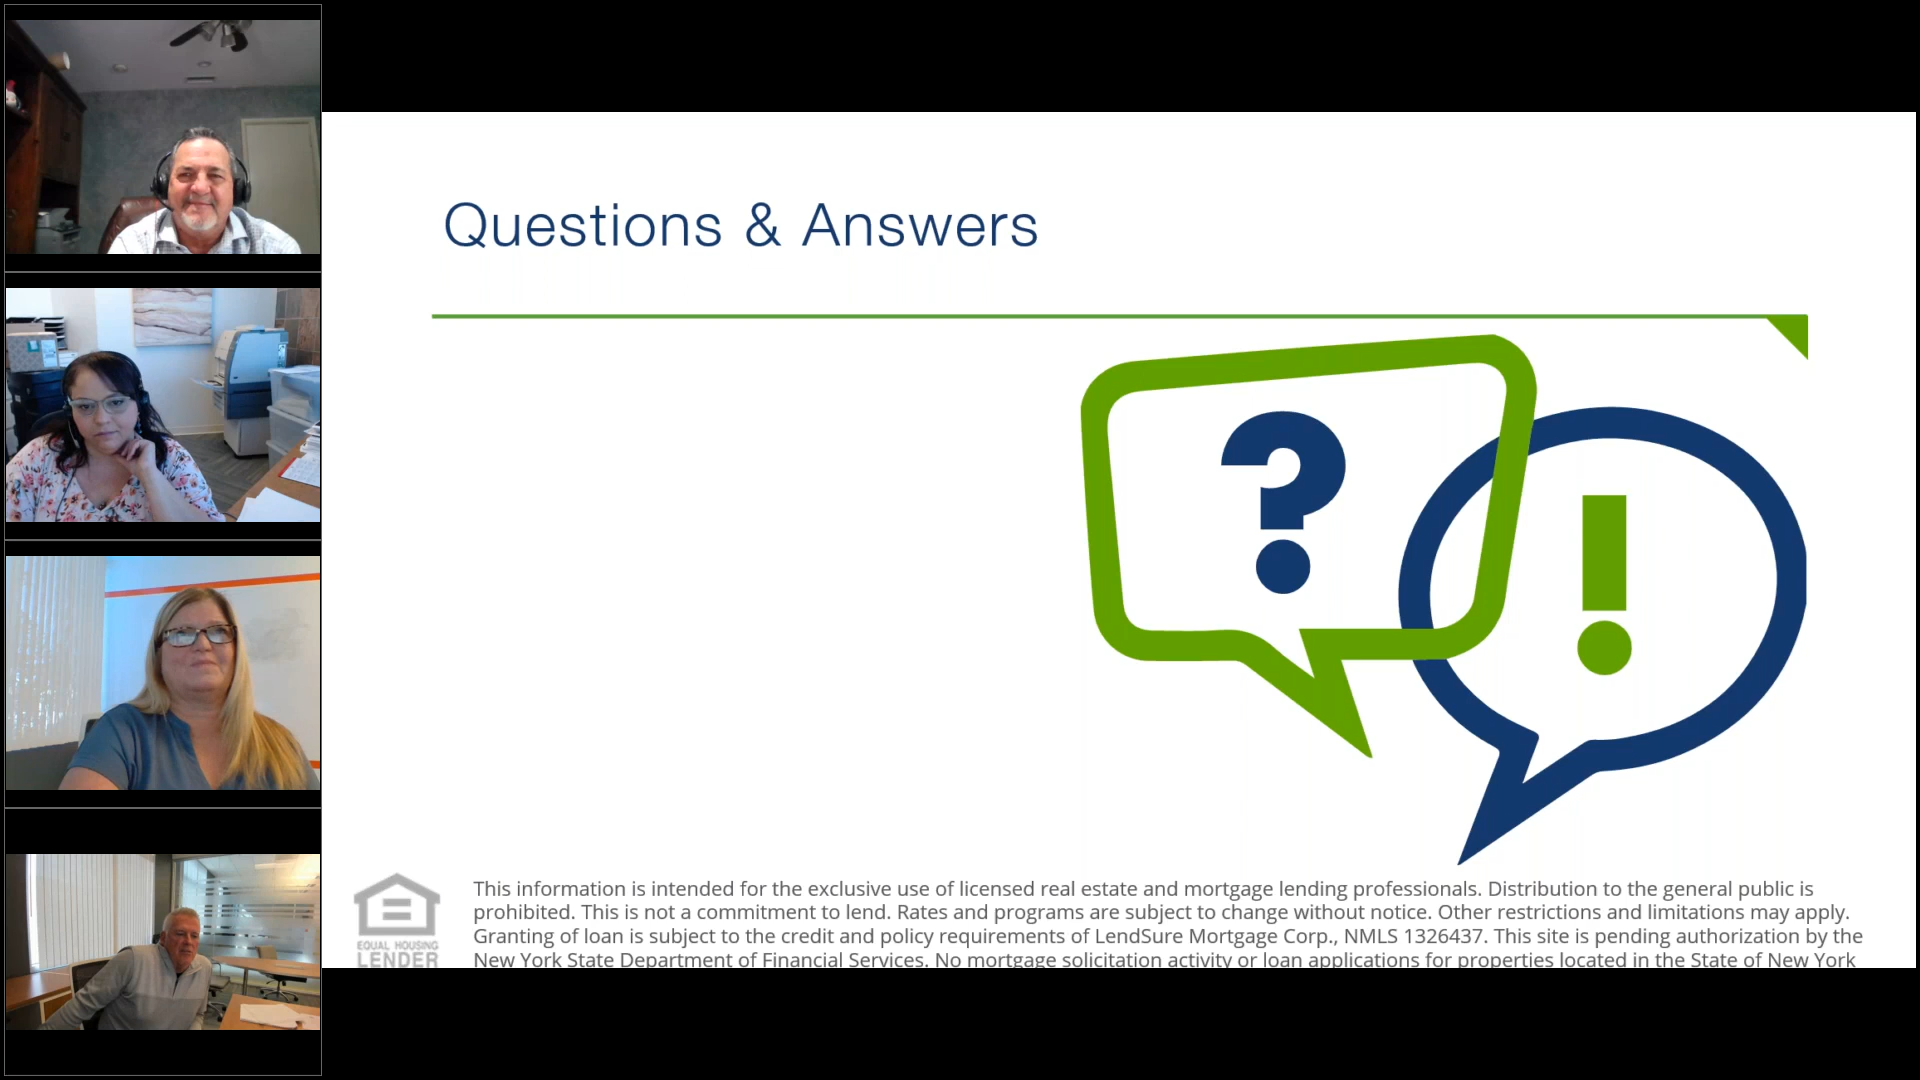 Questions & Answers
?
!
This information is intended for the exclusive use of licensed real estate and mortgage lending professionals. Distribution to the general public is
prohibited. This is not a commitment to lend. Rates and programs are subject to change without notice. Other restrictions and limitations may apply.
Granting of loan is subject to the credit and policy requirements of LendSure Mortgage Corp., NMLS 1326437. This site is pending authorization by the
New York State Department of Financial Services. No mortgage solicitation activity or loan applications for properties located in the State of New York
EQUAL HOUSING
LENDER